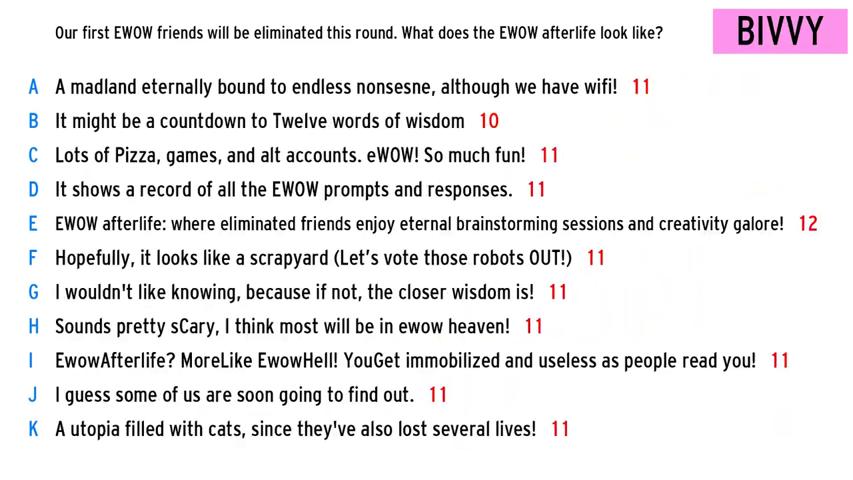 Our first EWOW friends will be eliminated this round. What does the EWOW afterlife look like?
BIVVY
A A madland eternally bound to endless nonsesne, although we have wifi! 11
B It might be a countdown to Twelve words of wisdom 10
C Lots of Pizza, games, and alt accounts. eWOW! So much fun! 11
D It shows a record of all the EWOW prompts and responses. 11
E EWOW afterlife: where eliminated friends enjoy eternal brainstorming sessions and creativity galore! 12
F Hopefully, it looks like a scrapyard (Let's vote those robots OUT!) 11
G I wouldn't like knowing, because if not, the closer wisdom is! 11
H Sounds pretty sCary, I think most will be in ewow heaven! 11
I EwowAfterlife? MoreLike EwowHell! YouGet immobilized and useless as people read you! 11
J I guess some of us are soon going to find out. 11
K A utopia filled with cats, since they've also lost several lives! 11